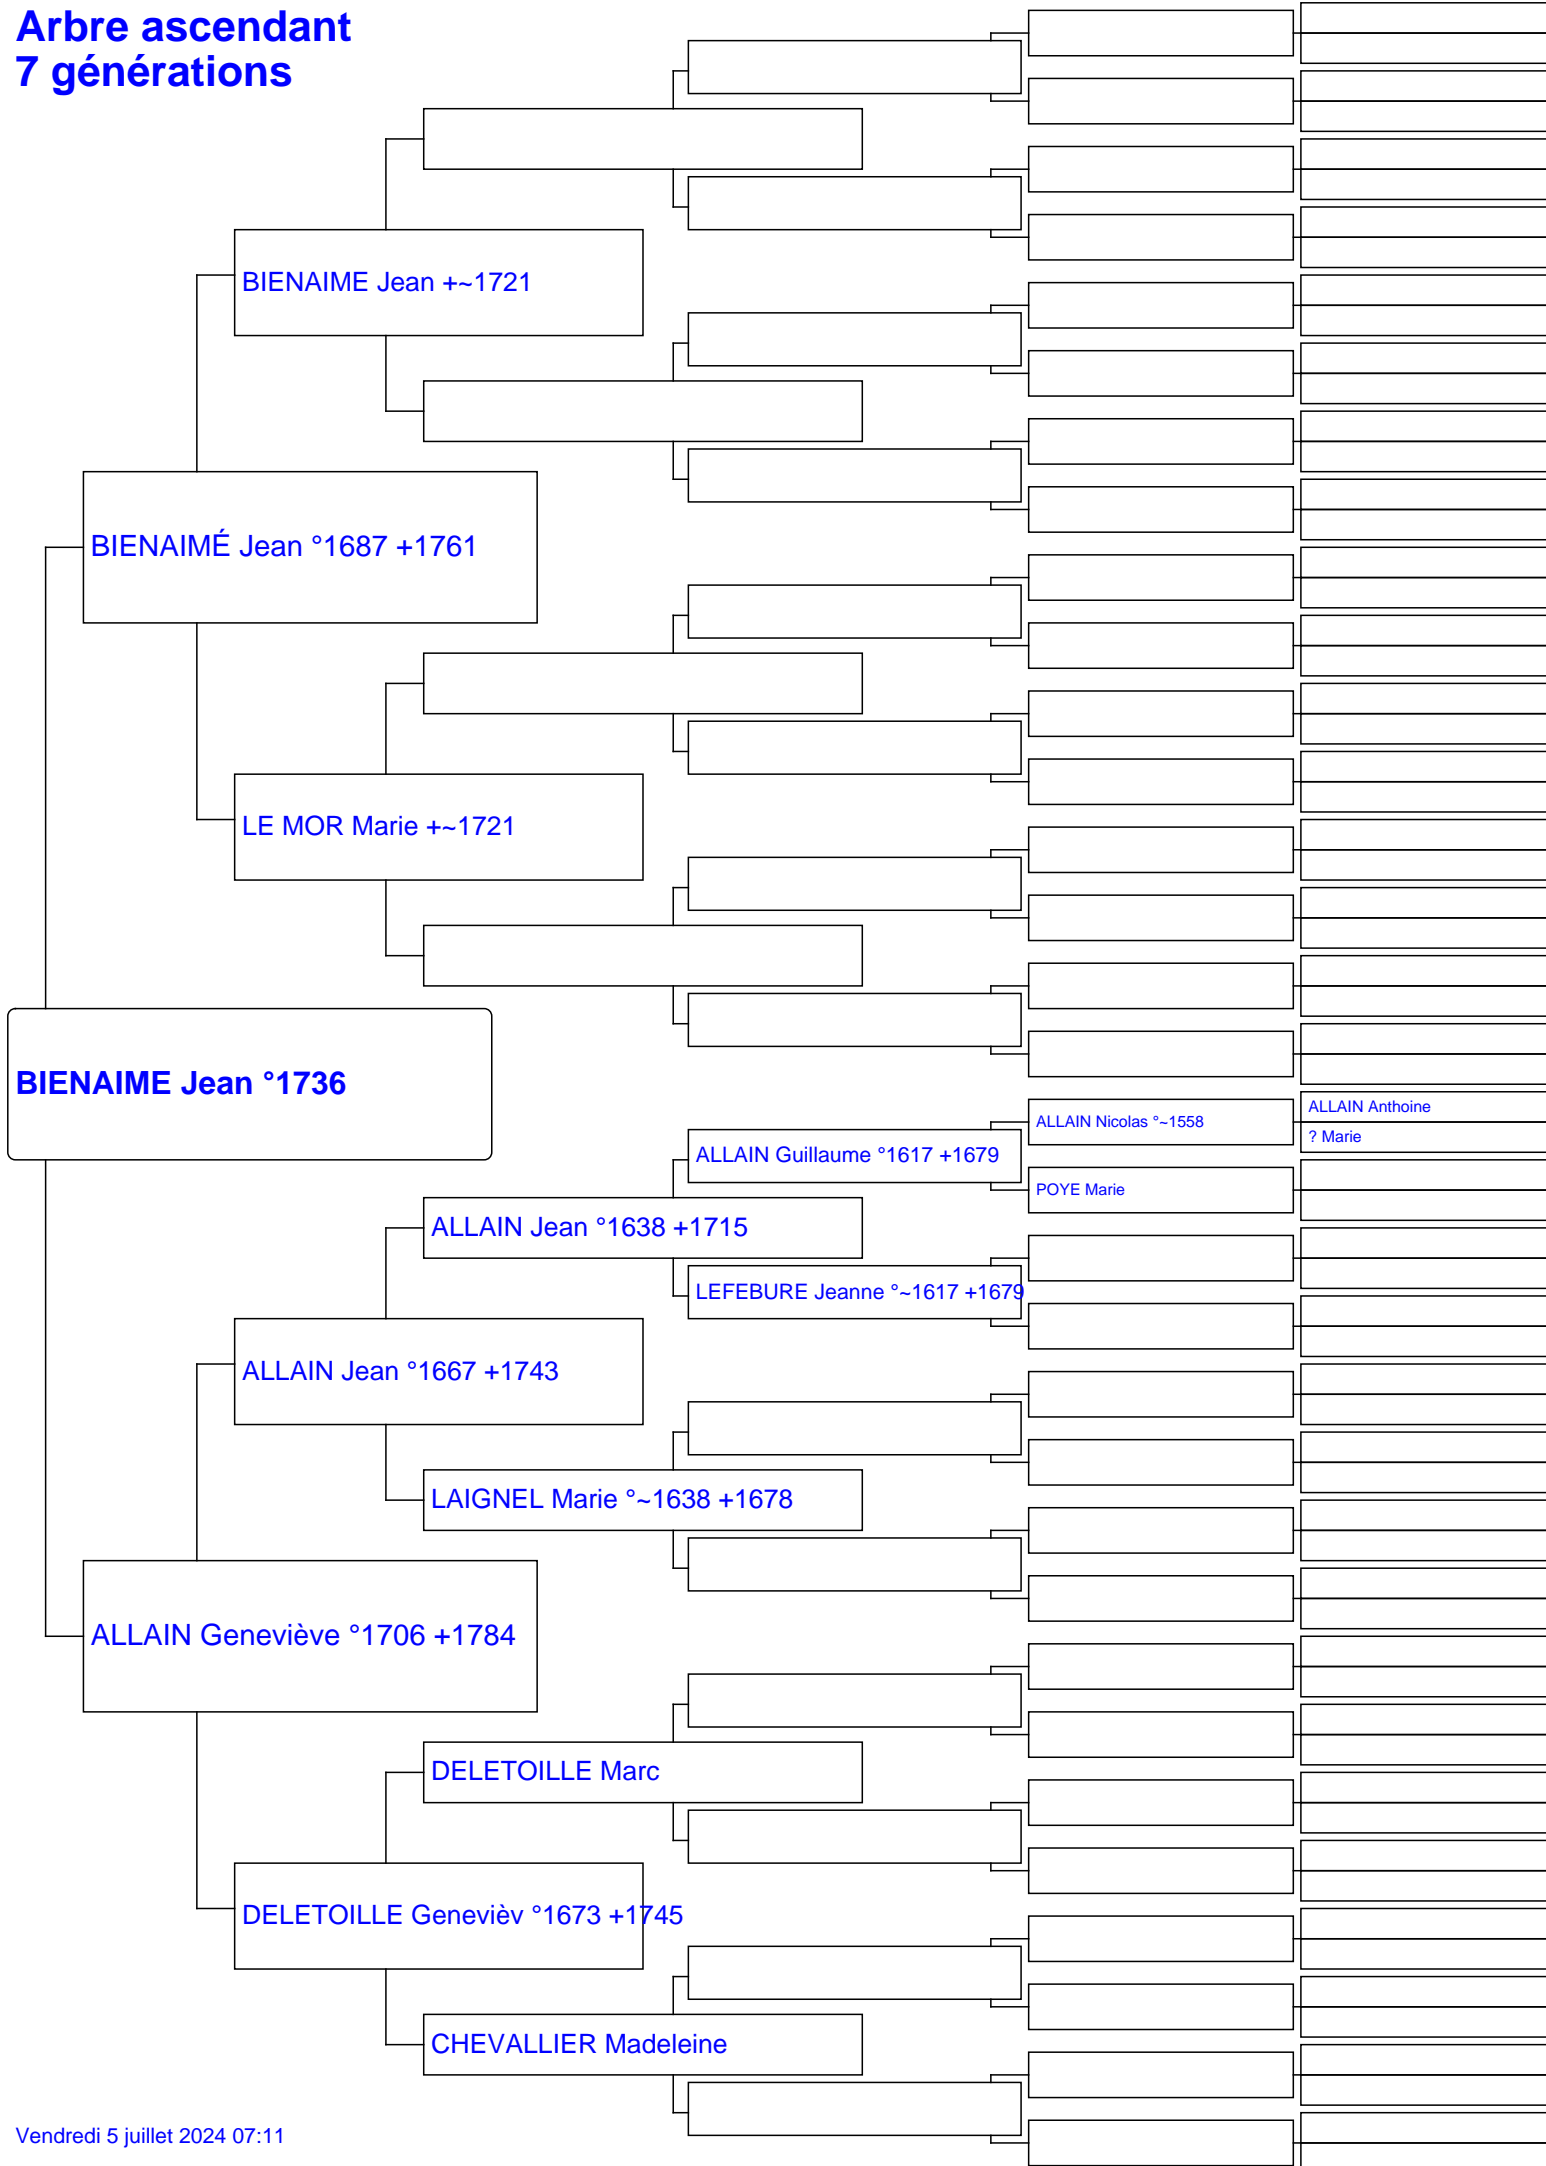 Arbre ascendant
7 générations
BIENAIME Jean +~1721
BIENAIMÉ Jean °1687 +1761
LE MOR Marie +~1721
BIENAIME Jean °1736
ALLAIN Anthoine
ALLAIN Nicolas °~1558
? Marie
ALLAIN Guillaume °1617 +1679
POYE Marie
ALLAIN Jean °1638 +1715
LEFEBURE Jeanne °~1617 +1679
ALLAIN Jean °1667 +1743
LAIGNEL Marie °~1638 +1678
ALLAIN Geneviève °1706 +1784
DELETOILLE Marc
DELETOILLE Genevièv °1673 +1745
CHEVALLIER Madeleine
Vendredi 5 juillet 2024 07:11